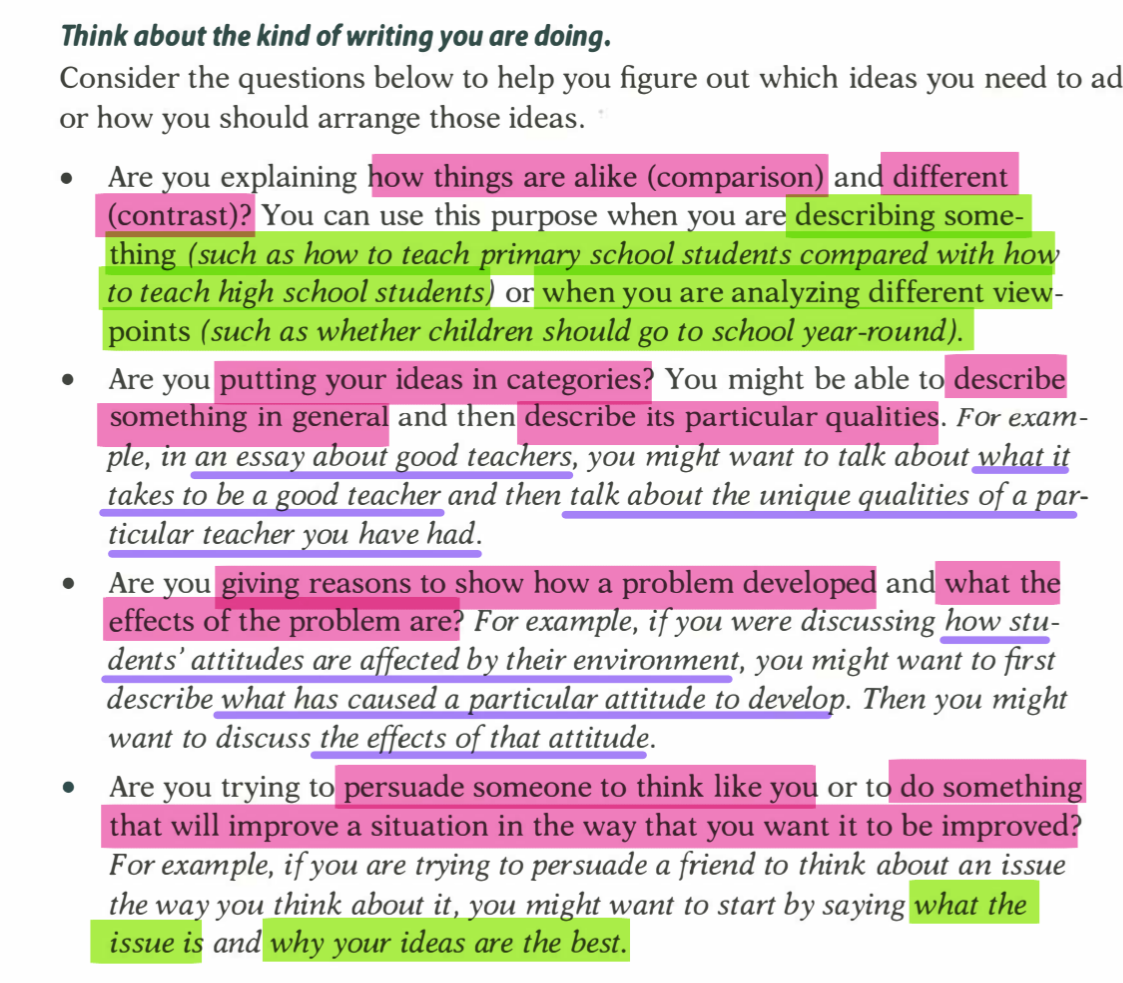 Think about the kind of writing you are doing.
Consider the questions below to help you figure out which ideas you need to ad
or how you should arrange those ideas.
• Are you explaining how things are alike (comparison) and different
(contrast)? You can use this purpose when you are describing some-
thing (such as how to teach primary school students compared with how
to teach high school students) or when you are analyzing different view-
points (such as whether children should go to school year-round).
• Are you putting your ideas in categories? You might be able to describe
something in general and then describe its particular qualities. For exam-
ple, in an essay about good teachers, you might want to talk about what it
takes to be a good teacher and then talk about the unique qualities of a par-
ticular teacher you have had.
• Are you giving reasons to show how a problem developed and what the
effects of the problem are? For example, if you were discussing how stu-
dents' attitudes are affected by their environment, you might want to first
describe what has caused a particular attitude to develop. Then you might
want to discuss the effects of that attitude.
• Are you trying to persuade someone to think like you or to do something
that will improve a situation in the way that you want it to be improved?
For example, if you are trying to persuade a friend to think about an issue
the way you think about it, you might want to start by saying what the
issue is and why your ideas are the best.